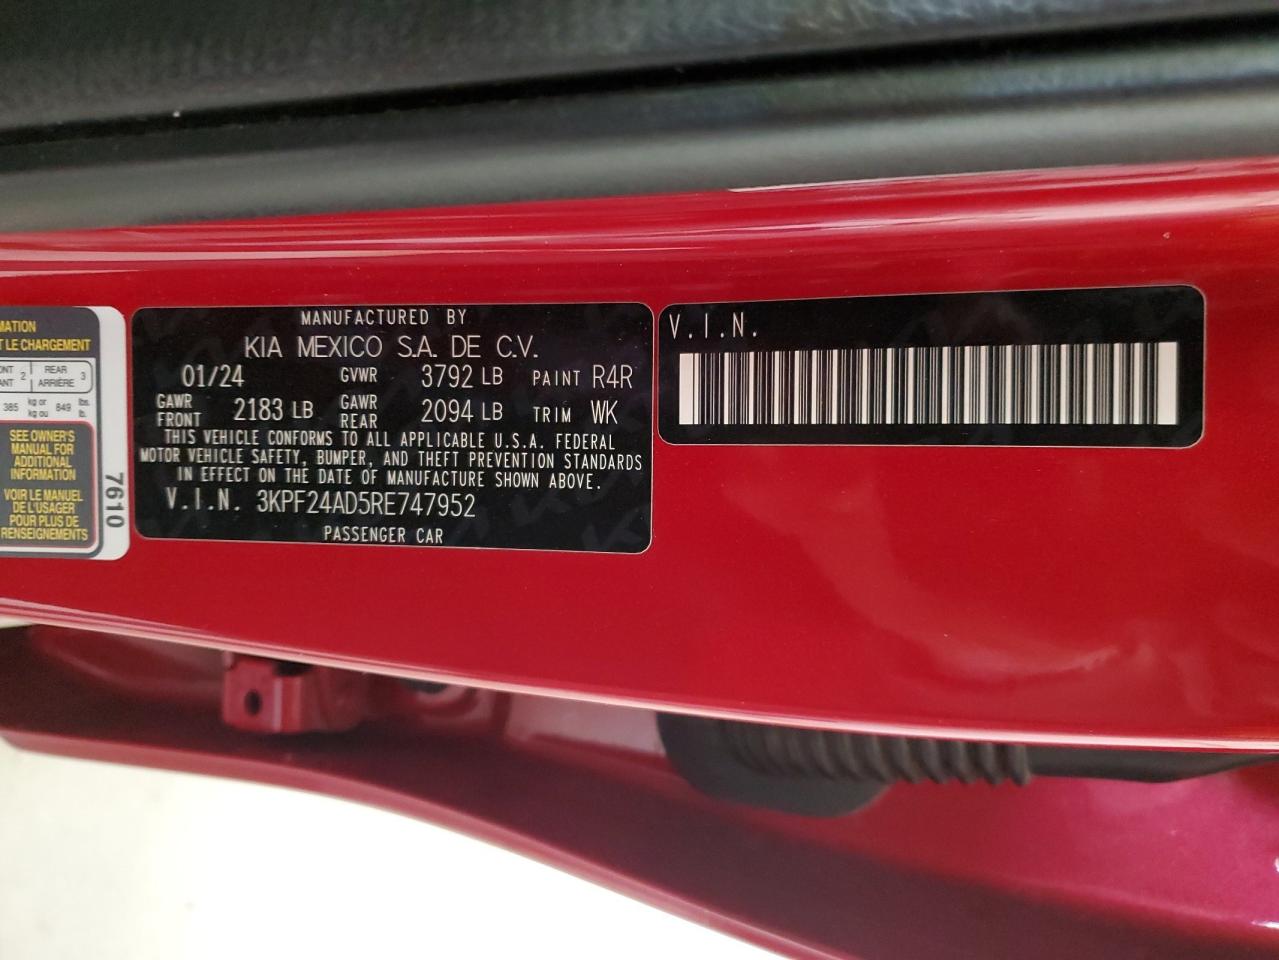 MANUFACTURED BY
KIA MEXICO S.A. DE C.V.
01/24 GVWR 3792 LB PAINT R4R
GAWR FRONT 2183 LB GAWR REAR 2094 LB TRIM WK
THIS VEHICLE CONFORMS TO ALL APPLICABLE U.S.A. FEDERAL
MOTOR VEHICLE SAFETY, BUMPER, AND THEFT PREVENTION STANDARDS
IN EFFECT ON THE DATE OF MANUFACTURE SHOWN ABOVE.
V.I.N. 3KPF24AD5RE747952
PASSENGER CAR
V.I.N.
LE CHARGEMENT
2 REAR ARRIÈRE 3
385 kg or kg ou 849 lbs. lb.
SEE OWNER'S
MANUAL FOR
ADDITIONAL
INFORMATION
VOIR LE MANUEL
DE L'USAGER
POUR PLUS DE
RENSEIGNEMENTS
7610